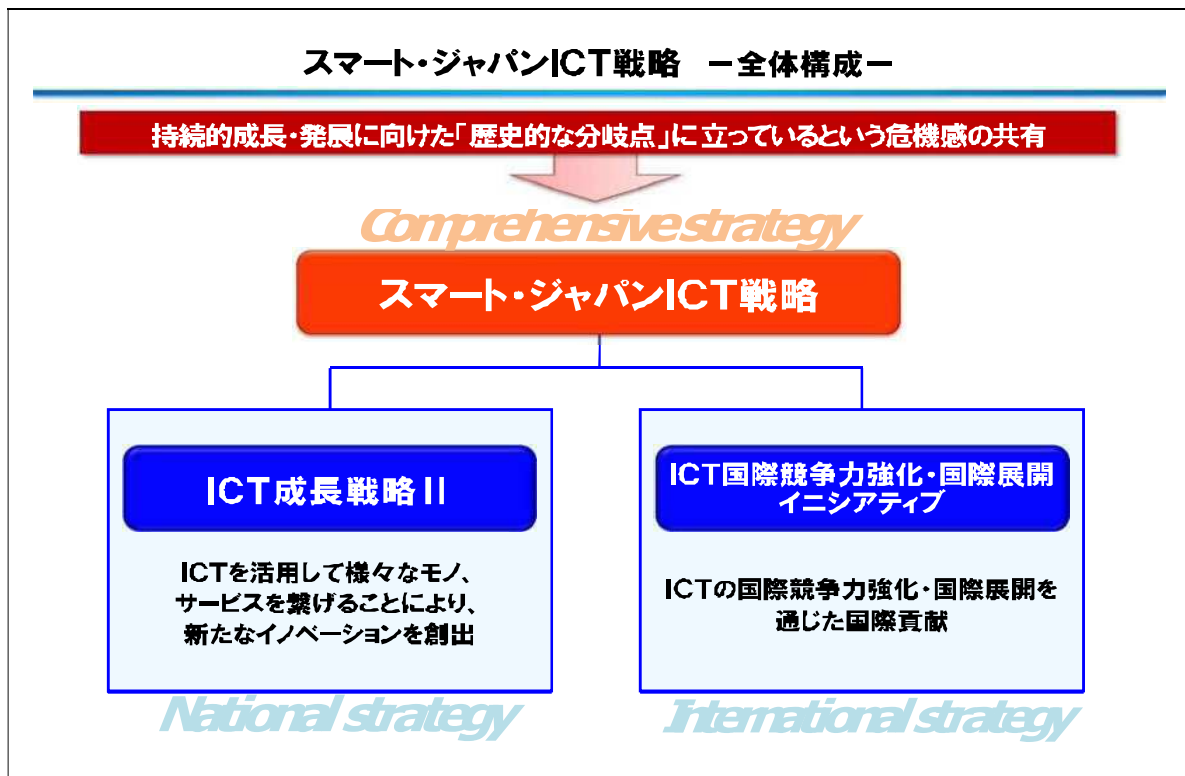 スマート・ジャパンICT戦略 －全体構成－
持続的成長・発展に向けた「歴史的な分岐点」に立っているという危機感の共有
Comprehensive strategy
スマート・ジャパンICT戦略
ICT成長戦略Ⅱ
ICTを活用して様々なモノ、
サービスを繋げることにより、
新たなイノベーションを創出
National strategy
ICT国際競争力強化・国際展開
イニシアティブ
ICTの国際競争力強化・国際展開を
通じた国際貢献
International strategy